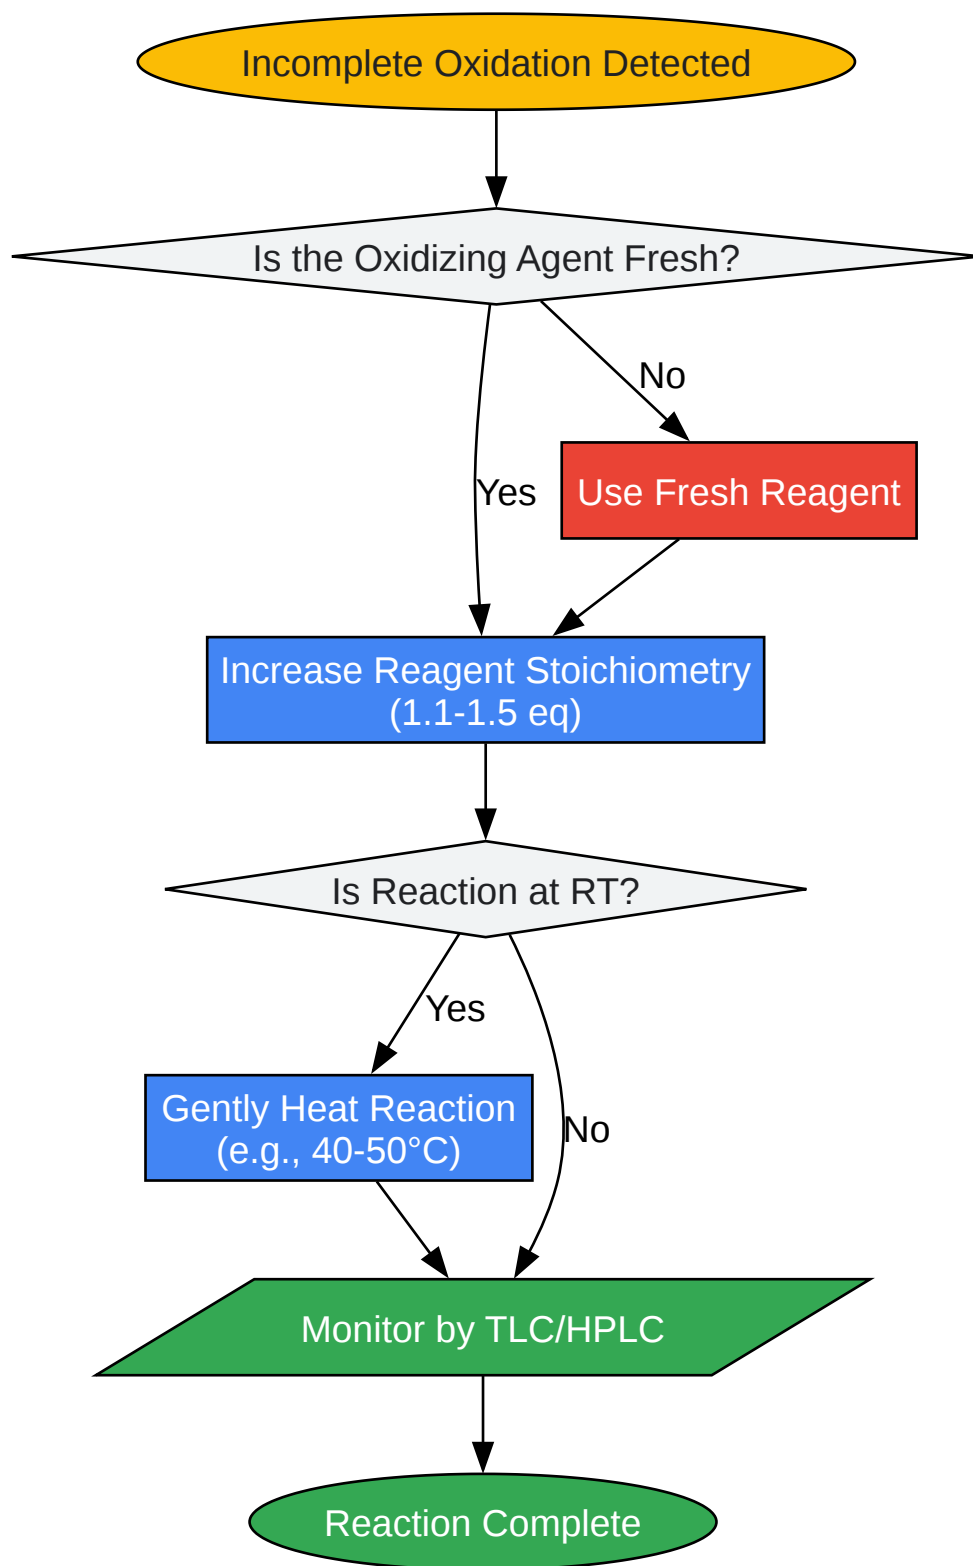 Incomplete Oxidation Detected
Is the Oxidizing Agent Fresh?
No
Yes
Use Fresh Reagent
Increase Reagent Stoichiometry
(1.1-1.5 eq)
Is Reaction at RT?
Yes
Gently Heat Reaction
(e.g., 40-50°C)
No
Monitor by TLC/HPLC
Reaction Complete